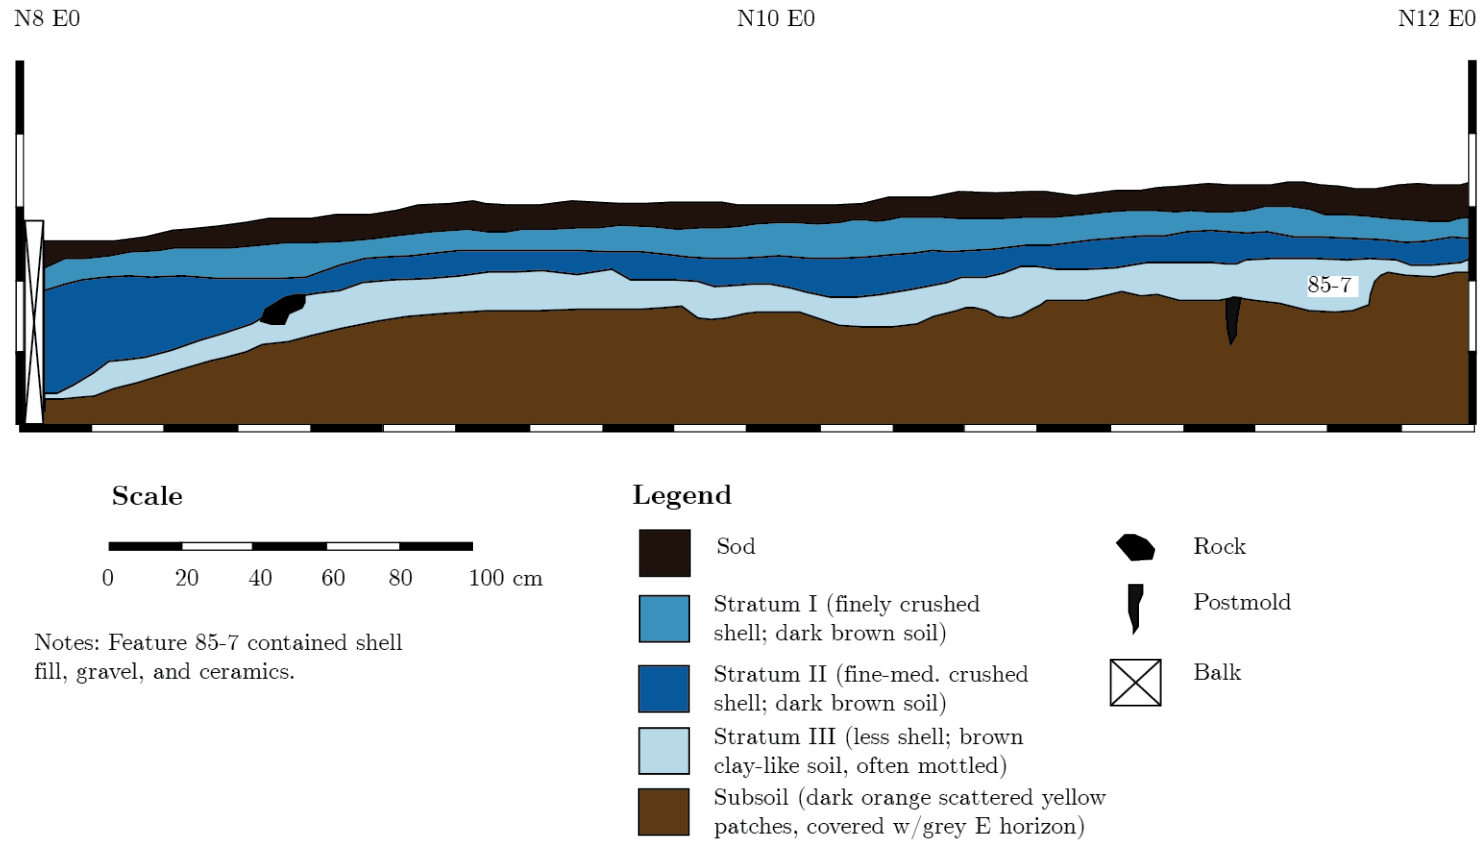 N8 E0
N10 E0
N12 E0
85-7
Scale
0 20 40 60 80 100 cm
Notes: Feature 85-7 contained shell
fill, gravel, and ceramics.
Legend
Sod
Stratum I (finely crushed
shell; dark brown soil)
Stratum II (fine-med. crushed
shell; dark brown soil)
Stratum III (less shell; brown
clay-like soil, often mottled)
Subsoil (dark orange scattered yellow
patches, covered w/grey E horizon)
Rock
Postmold
Balk